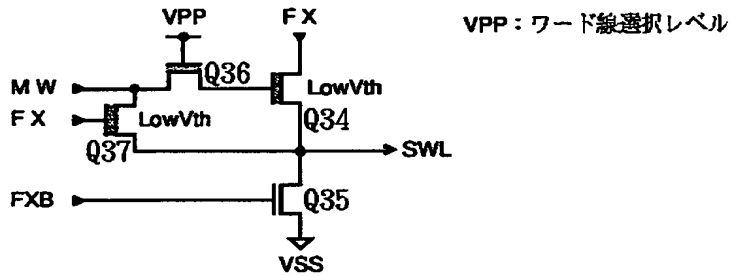 VPP
F X
VPP：ワード線選択レベル
Q36
M W
LowVth
F X
LowVth
Q34
Q37
SWL
FXB
Q35
VSS